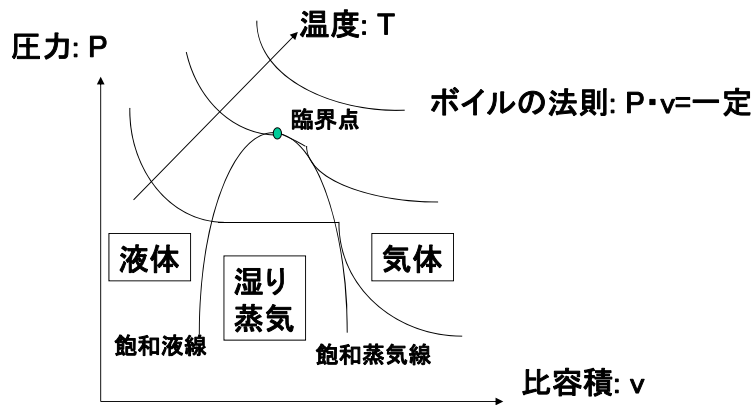 温度: T
圧力: P
ボイルの法則: P・v=一定
臨界点
液体
湿り
蒸気
気体
飽和液線
飽和蒸気線
比容積: v